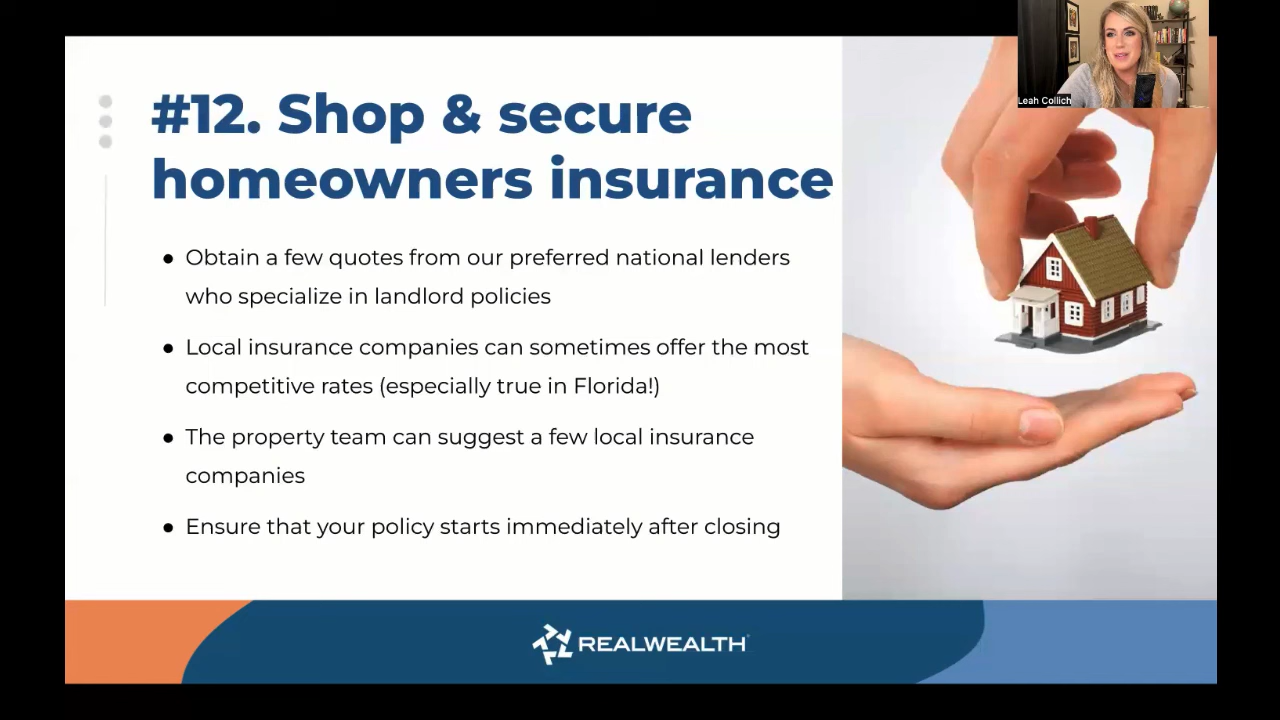 Leah Collich
#12. Shop & secure
homeowners insurance
● Obtain a few quotes from our preferred national lenders
who specialize in landlord policies
● Local insurance companies can sometimes offer the most
competitive rates (especially true in Florida!)
● The property team can suggest a few local insurance
companies
● Ensure that your policy starts immediately after closing
REALWEALTH